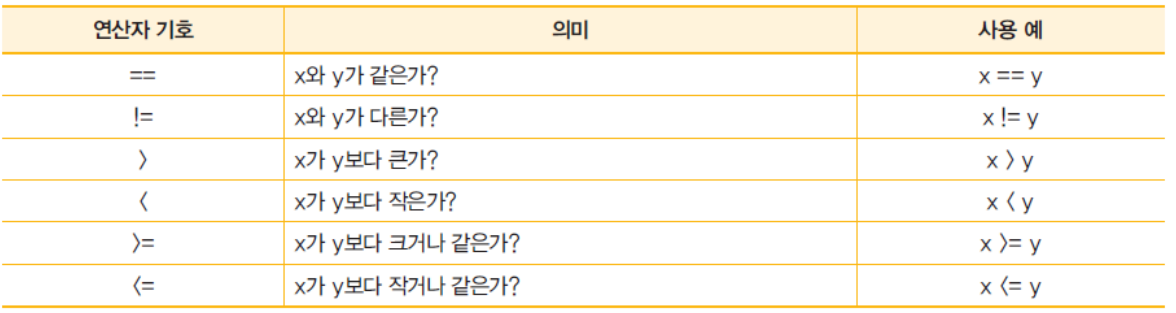 연산자 기호 의미 사용 예
== x와 y가 같은가? x == y
!= x와 y가 다른가? x != y
> x가 y보다 큰가? x > y
< x가 y보다 작은가? x < y
>= x가 y보다 크거나 같은가? x >= y
<= x가 y보다 작거나 같은가? x <= y